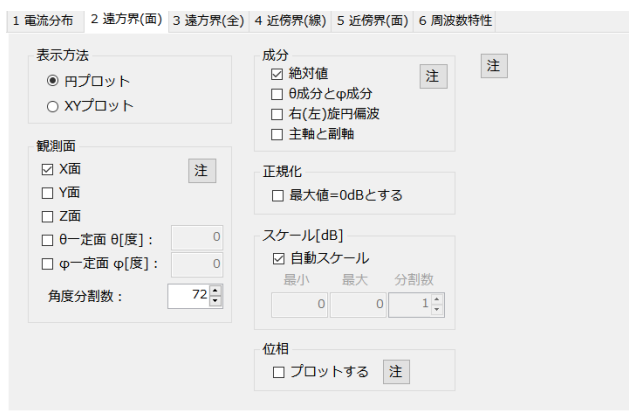 1 電流分布 2 遠方界(面) 3 遠方界(全) 4 近傍界(線) 5 近傍界(面) 6 周波数特性
表示方法
円プロット
XYプロット
観測面
X面 注
Y面
Z面
θ一定面 θ[度]： 0
φ一定面 φ[度]： 0
角度分割数： 72
成分
絶対値 注
θ成分とφ成分
右(左)旋円偏波
主軸と副軸
正規化
最大値=0dBとする
スケール[dB]
自動スケール
最小 最大 分割数
0 0 1
位相
プロットする 注
注